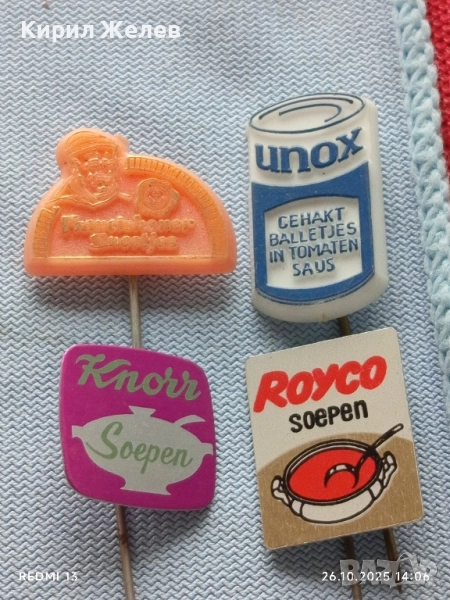 Кирил Желев
unox
GEHAKT
BALLETJES
IN TOMATEN
SAUS
Knorr
Soepen
ROYCO
SOEPEN
REDMI 13
26.10.2025 14:06